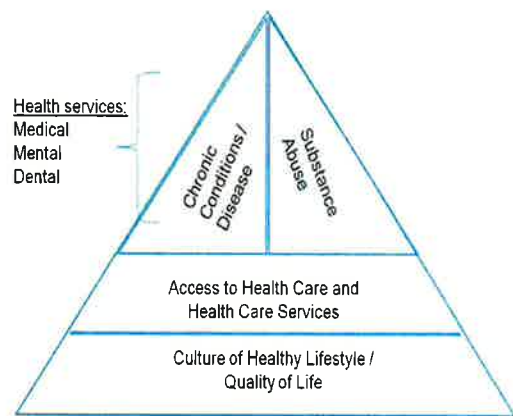 Health services:
Medical
Mental
Dental
Chronic
Conditions /
Disease
Substance
Abuse
Access to Health Care and
Health Care Services
Culture of Healthy Lifestyle /
Quality of Life